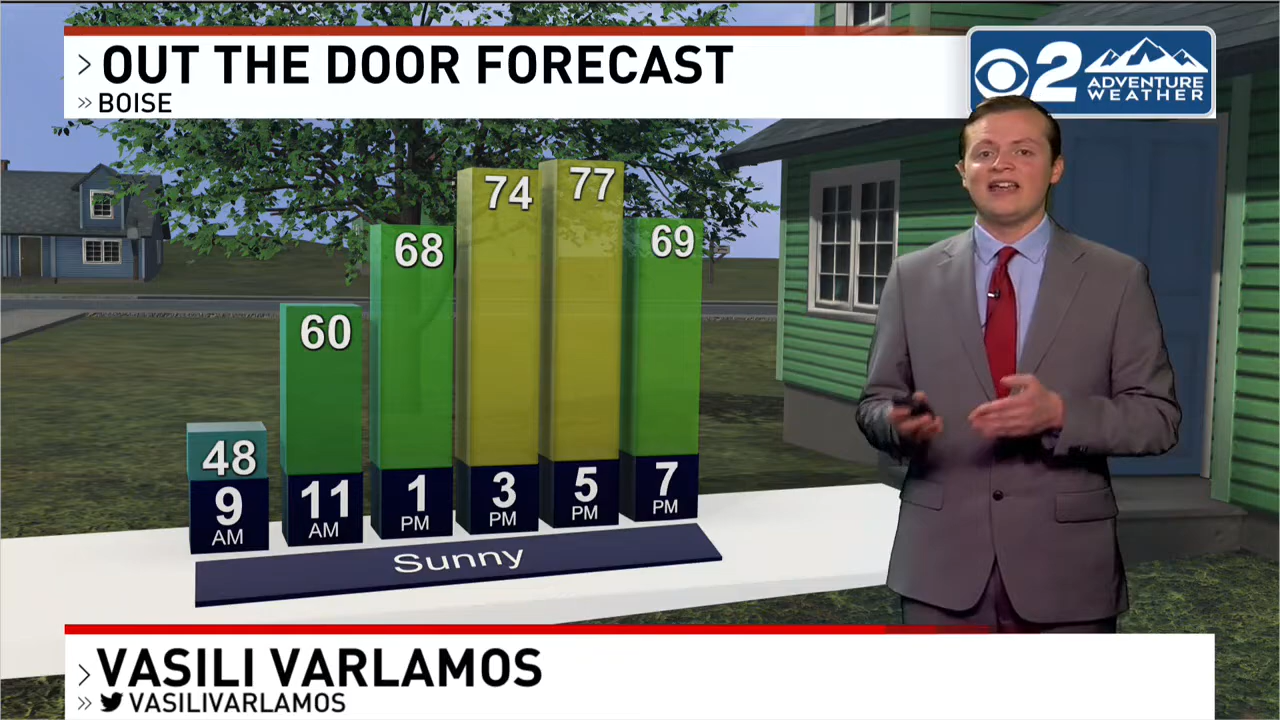 > OUT THE DOOR FORECAST
» BOISE
2 ADVENTURE
WEATHER
48
60
68
74
77
69
9
AM
11
AM
1
PM
3
PM
5
PM
7
PM
Sunny
> VASILI VARLAMOS
» VASILIVARLAMOS